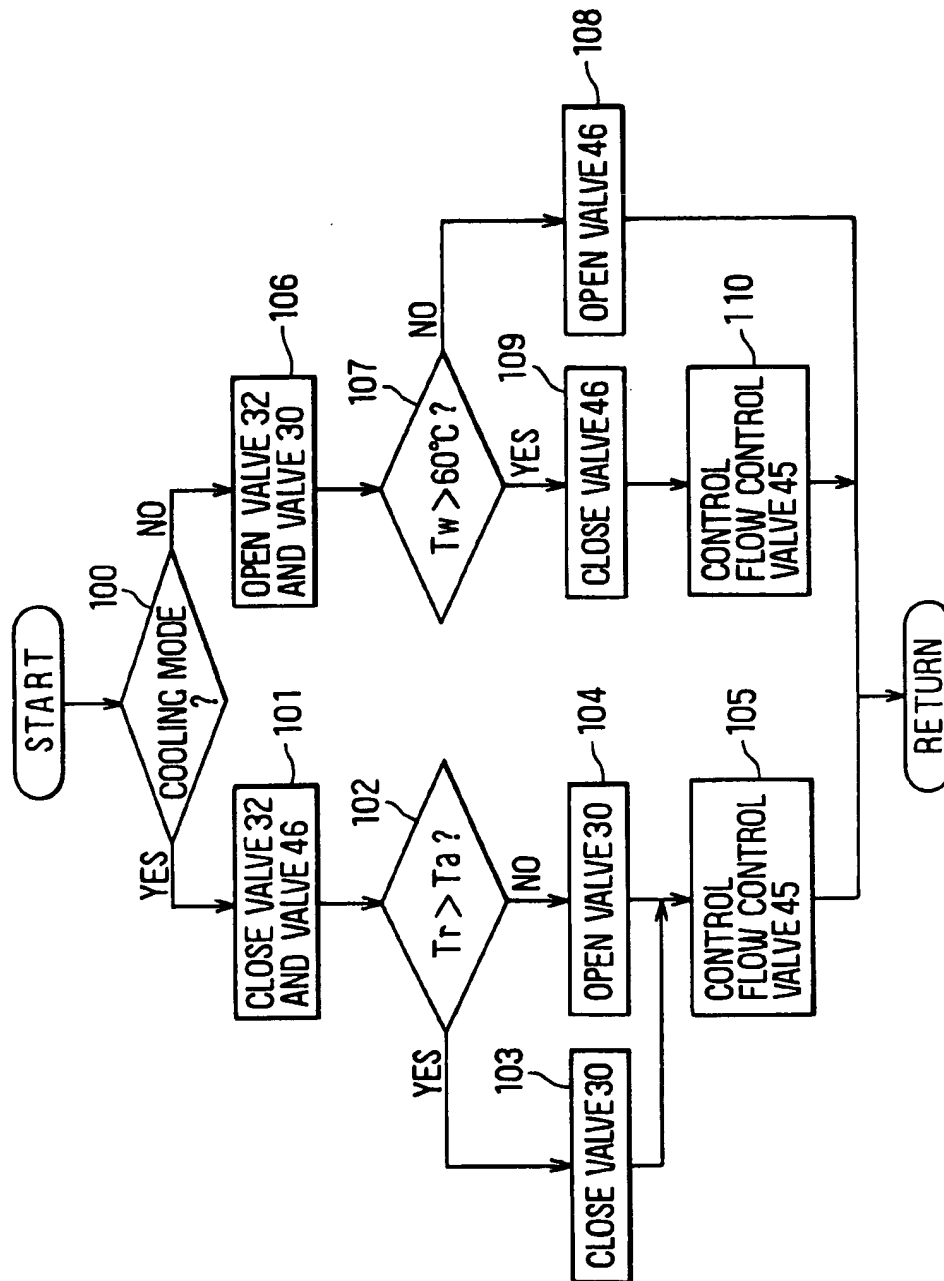 START
100
COOLING MODE
?
YES
NO
101
CLOSE VALVE 32
AND VALVE 46
106
OPEN VALVE 32
AND VALVE 30
102
Tr > Ta ?
YES
NO
107
Tw > 60°C ?
NO
YES
103
CLOSE VALVE 30
104
OPEN VALVE 30
109
CLOSE VALVE 46
108
OPEN VALVE 46
105
CONTROL
FLOW CONTROL
VALVE 45
110
CONTROL
FLOW CONTROL
VALVE 45
RETURN